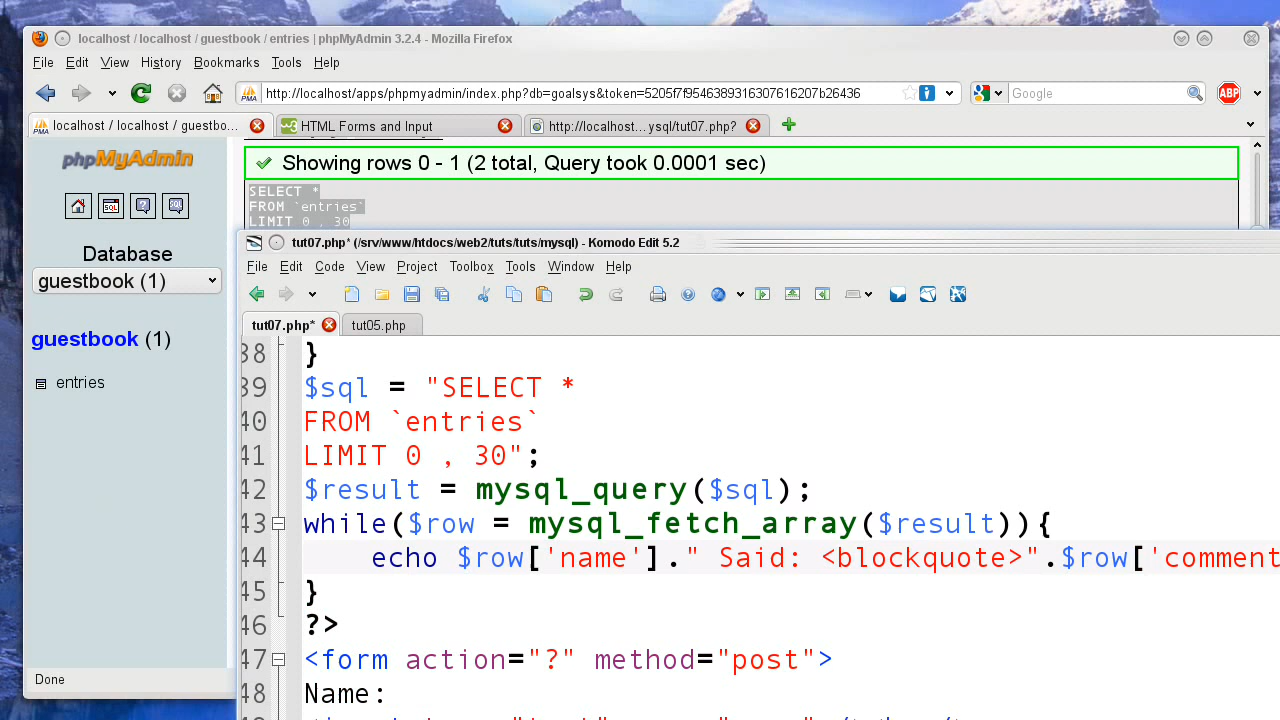 localhost / localhost / guestbook / entries | phpMyAdmin 3.2.4 - Mozilla Firefox
File Edit View History Bookmarks Tools Help
http://localhost/apps/phpmyadmin/index.php?db=goalsys&token=5205f7f9546389316307616207b26436
Google
ABP
PMA localhost / localhost / guestbo...
HTML Forms and Input
http://localhost...ysql/tut07.php?
phpMyAdmin
Showing rows 0 - 1 (2 total, Query took 0.0001 sec)
SELECT *
FROM `entries`
LIMIT 0 , 30
Database
guestbook (1)
guestbook (1)
entries
Done
tut07.php* (/srv/www/htdocs/web2/tuts/tuts/mysql) - Komodo Edit 5.2
File Edit Code View Project Toolbox Tools Window Help
tut07.php* tut05.php
38 }
39 $sql = "SELECT *
40 FROM `entries`
41 LIMIT 0 , 30";
42 $result = mysql_query($sql);
43 while($row = mysql_fetch_array($result)){
44 echo $row['name']." Said: <blockquote>".$row['comment
45 }
46 ?>
47 <form action="?" method="post">
48 Name: